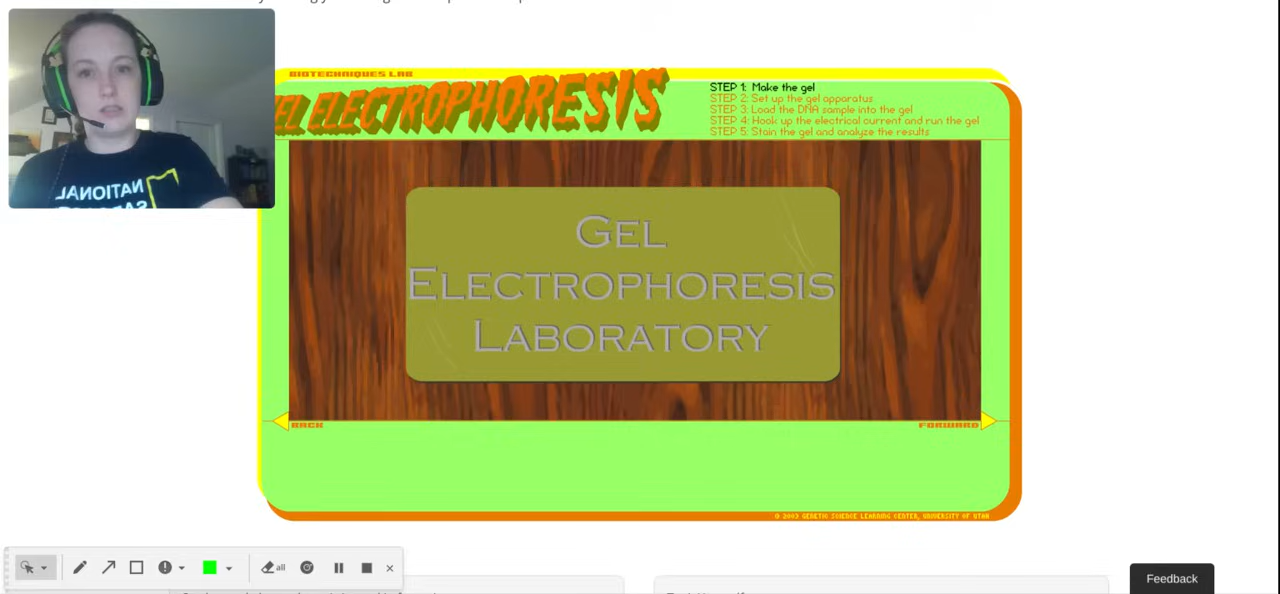 BIOTECHNIQUES LAB
GEL ELECTROPHORESIS
STEP 1: Make the gel
STEP 2: Set up the gel apparatus
STEP 3: Load the DNA sample into the gel
STEP 4: Hook up the electrical current and run the gel
STEP 5: Stain the gel and analyze the results
NATIONAL
GEL
ELECTROPHORESIS
LABORATORY
BACK
FORWARD
© 2003 GENETIC SCIENCE LEARNING CENTER, UNIVERSITY OF UTAH
all
Feedback